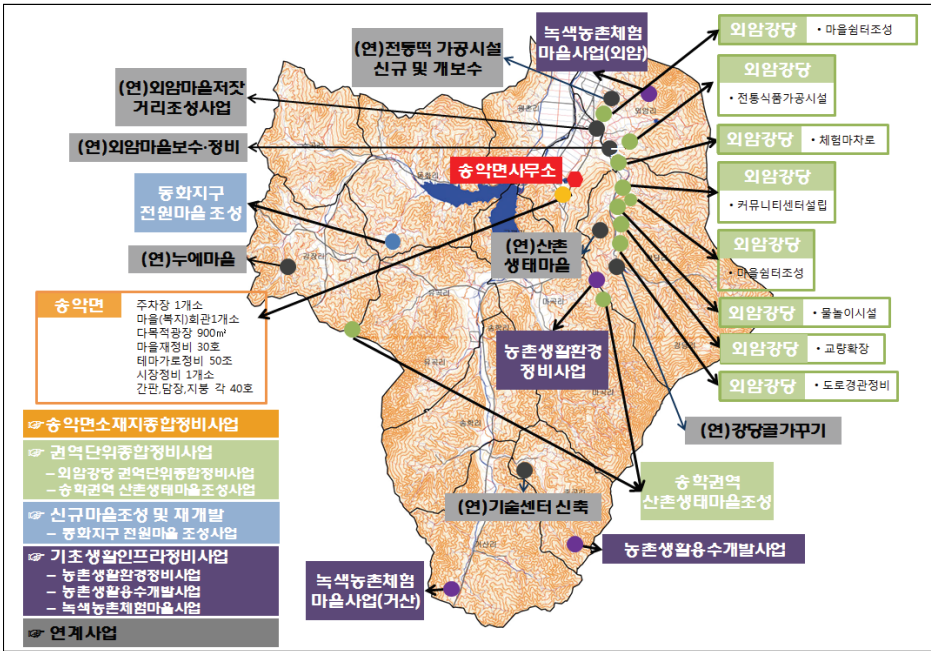 (연)전통떡 가공시설
신규 및 개보수
녹색농촌체험
마을사업(외암)
외암강당
・마을쉼터조성
(연)외암마을저잣
거리조성사업
외암강당
・전통식품가공시설
(연)외암마을보수·정비
외암강당
・체험마차로
송악면사무소
동화지구
전원마을 조성
외암강당
・커뮤니티센터설립
(연)누에마을
(연)산촌
생태마을
외암강당
・마을쉼터조성
송악면
주차장 1개소
마을(복지)회관1개소
다목적광장 900㎡
마을재정비 30호
테마가로정비 50조
시장정비 1개소
간판,담장,지붕 각 40호
외암강당
・물놀이시설
농촌생활환경
정비사업
외암강당
・교량확장
외암강당
・도로경관정비
☞ 송악면소재지종합정비사업
(연)강당골가꾸기
☞ 권역단위종합정비사업
– 외암강당 권역단위종합정비사업
– 송학권역 산촌생태마을조성사업
송학권역
산촌생태마을조성
☞ 신규마을조성 및 재개발
– 동화지구 전원마을 조성사업
(연)기술센터 신축
☞ 기초생활인프라정비사업
– 농촌생활환경정비사업
– 농촌생활용수개발사업
– 녹색농촌체험마을사업
농촌생활용수개발사업
녹색농촌체험
마을사업(거산)
☞ 연계사업